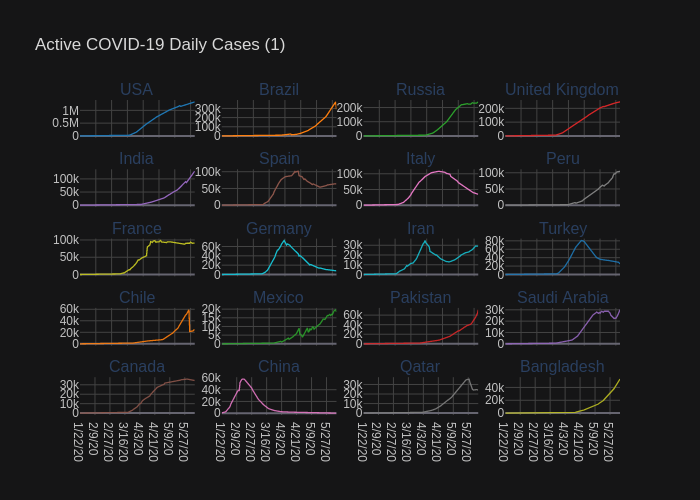 Active COVID-19 Daily Cases (1)
USA
Brazil
Russia
United Kingdom
1M
0.5M
0
300k
200k
100k
0
200k
100k
0
200k
100k
0
India
Spain
Italy
Peru
100k
50k
0
100k
50k
0
100k
50k
0
100k
50k
0
France
Germany
Iran
Turkey
100k
50k
0
60k
40k
20k
0
30k
20k
10k
0
80k
60k
40k
20k
0
Chile
Mexico
Pakistan
Saudi Arabia
60k
40k
20k
0
20k
15k
10k
5k
0
60k
40k
20k
0
30k
20k
10k
0
Canada
China
Qatar
Bangladesh
30k
20k
10k
0
60k
40k
20k
0
30k
20k
10k
0
40k
20k
0
1/22/20
2/9/20
2/27/20
3/16/20
4/3/20
4/21/20
5/9/20
5/27/20
1/22/20
2/9/20
2/27/20
3/16/20
4/3/20
4/21/20
5/9/20
5/27/20
1/22/20
2/9/20
2/27/20
3/16/20
4/3/20
4/21/20
5/9/20
5/27/20
1/22/20
2/9/20
2/27/20
3/16/20
4/3/20
4/21/20
5/9/20
5/27/20